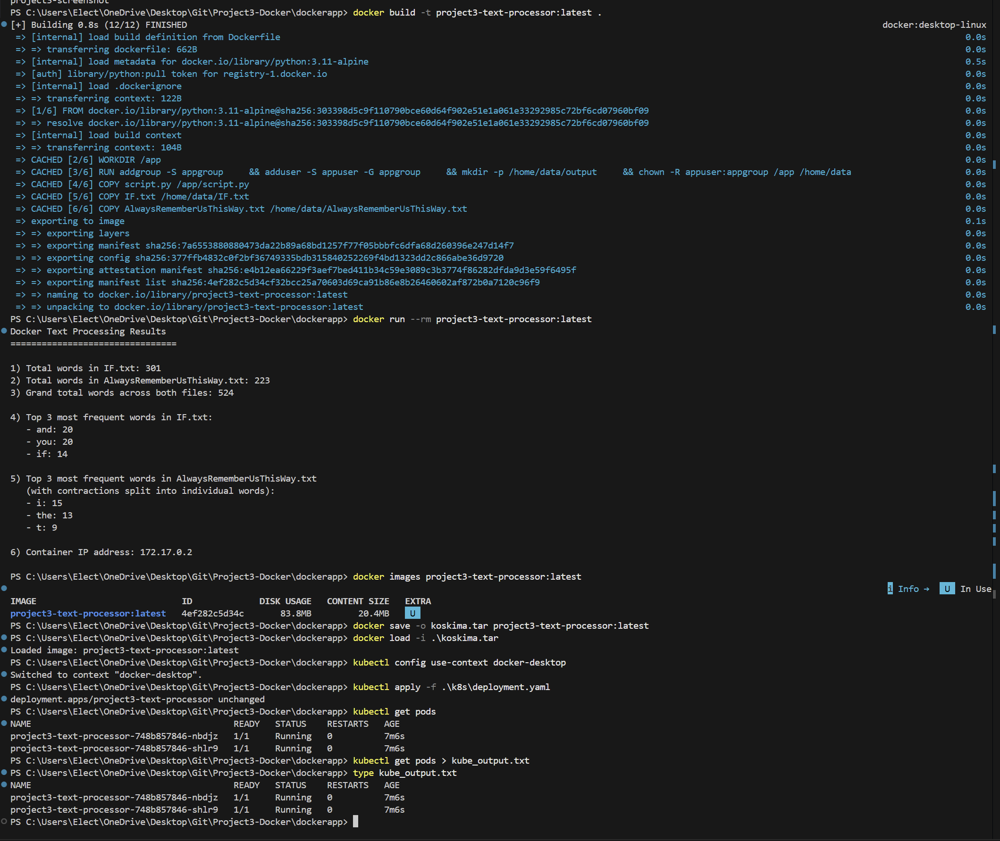 project3-screenshot
PS C:\Users\Elect\OneDrive\Desktop\Git\Project3-Docker\dockerapp> docker build -t project3-text-processor:latest .
[+] Building 0.8s (12/12) FINISHED docker:desktop-linux
=> [internal] load build definition from Dockerfile 0.0s
=> => transferring dockerfile: 662B 0.0s
=> [internal] load metadata for docker.io/library/python:3.11-alpine 0.5s
=> [auth] library/python:pull token for registry-1.docker.io 0.0s
=> [internal] load .dockerignore 0.0s
=> => transferring context: 122B 0.0s
=> [1/6] FROM docker.io/library/python:3.11-alpine@sha256:303398d5c9f110790bce60d64f902e51e1a061e33292985c72bf6cd07960bf09 0.0s
=> => resolve docker.io/library/python:3.11-alpine@sha256:303398d5c9f110790bce60d64f902e51e1a061e33292985c72bf6cd07960bf09 0.0s
=> [internal] load build context 0.0s
=> => transferring context: 104B 0.0s
=> CACHED [2/6] WORKDIR /app 0.0s
=> CACHED [3/6] RUN addgroup -S appgroup     && adduser -S appuser -G appgroup     && mkdir -p /home/data/output     && chown -R appuser:appgroup /app /home/data 0.0s
=> CACHED [4/6] COPY script.py /app/script.py 0.0s
=> CACHED [5/6] COPY IF.txt /home/data/IF.txt 0.0s
=> CACHED [6/6] COPY AlwaysRememberUsThisWay.txt /home/data/AlwaysRememberUsThisWay.txt 0.0s
=> exporting to image 0.1s
=> => exporting layers 0.0s
=> => exporting manifest sha256:7a6553880880473da22b89a68bd1257f77f05bbbfc6dfa68d260396e247d14f7 0.0s
=> => exporting config sha256:377ffb4832c0f2bf36749335bdb315840252269f4bd1323dd2c866abe36d9720 0.0s
=> => exporting attestation manifest sha256:e4b12ea66229f3aef7bed411b34c59e3089c3b3774f86282dfda9d3e59f6495f 0.0s
=> => exporting manifest list sha256:4ef282c5d34cf32bcc25a70603d69ca91b86e8b26460602af872b0a7120c96f9 0.0s
=> => naming to docker.io/library/project3-text-processor:latest 0.0s
=> => unpacking to docker.io/library/project3-text-processor:latest 0.0s
PS C:\Users\Elect\OneDrive\Desktop\Git\Project3-Docker\dockerapp> docker run --rm project3-text-processor:latest
Docker Text Processing Results
================================
1) Total words in IF.txt: 301
2) Total words in AlwaysRememberUsThisWay.txt: 223
3) Grand total words across both files: 524
4) Top 3 most frequent words in IF.txt:
- and: 20
- you: 20
- if: 14
5) Top 3 most frequent words in AlwaysRememberUsThisWay.txt
(with contractions split into individual words):
- i: 15
- the: 13
- t: 9
6) Container IP address: 172.17.0.2
PS C:\Users\Elect\OneDrive\Desktop\Git\Project3-Docker\dockerapp> docker images project3-text-processor:latest
i Info → U In Use
IMAGE ID DISK USAGE CONTENT SIZE EXTRA
project3-text-processor:latest 4ef282c5d34c 83.8MB 20.4MB U
PS C:\Users\Elect\OneDrive\Desktop\Git\Project3-Docker\dockerapp> docker save -o koskima.tar project3-text-processor:latest
PS C:\Users\Elect\OneDrive\Desktop\Git\Project3-Docker\dockerapp> docker load -i .\koskima.tar
Loaded image: project3-text-processor:latest
PS C:\Users\Elect\OneDrive\Desktop\Git\Project3-Docker\dockerapp> kubectl config use-context docker-desktop
Switched to context "docker-desktop".
PS C:\Users\Elect\OneDrive\Desktop\Git\Project3-Docker\dockerapp> kubectl apply -f .\k8s\deployment.yaml
deployment.apps/project3-text-processor unchanged
PS C:\Users\Elect\OneDrive\Desktop\Git\Project3-Docker\dockerapp> kubectl get pods
NAME READY STATUS RESTARTS AGE
project3-text-processor-748b857846-nbdjz 1/1 Running 0 7m6s
project3-text-processor-748b857846-shlr9 1/1 Running 0 7m6s
PS C:\Users\Elect\OneDrive\Desktop\Git\Project3-Docker\dockerapp> kubectl get pods > kube_output.txt
PS C:\Users\Elect\OneDrive\Desktop\Git\Project3-Docker\dockerapp> type kube_output.txt
NAME READY STATUS RESTARTS AGE
project3-text-processor-748b857846-nbdjz 1/1 Running 0 7m6s
project3-text-processor-748b857846-shlr9 1/1 Running 0 7m6s
PS C:\Users\Elect\OneDrive\Desktop\Git\Project3-Docker\dockerapp>